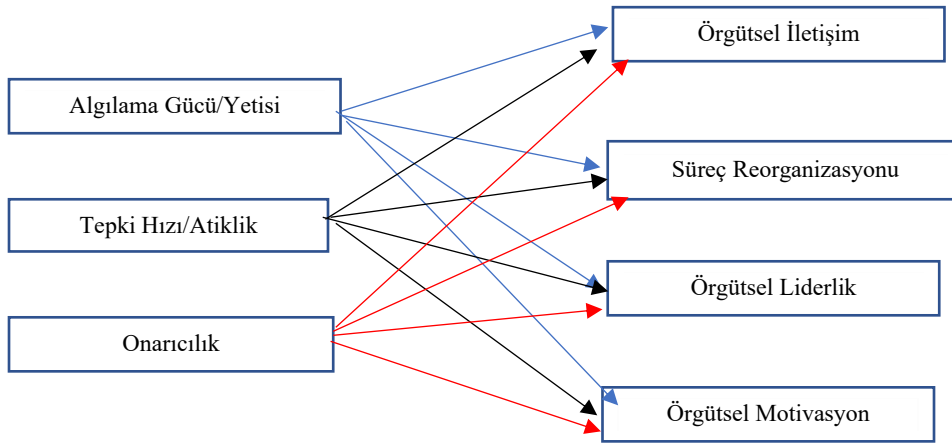 Örgütsel İletişim
Algılama Gücü/Yetisi
Süreç Reorganizasyonu
Tepki Hızı/Atiklik
Örgütsel Liderlik
Onarıcılık
Örgütsel Motivasyon